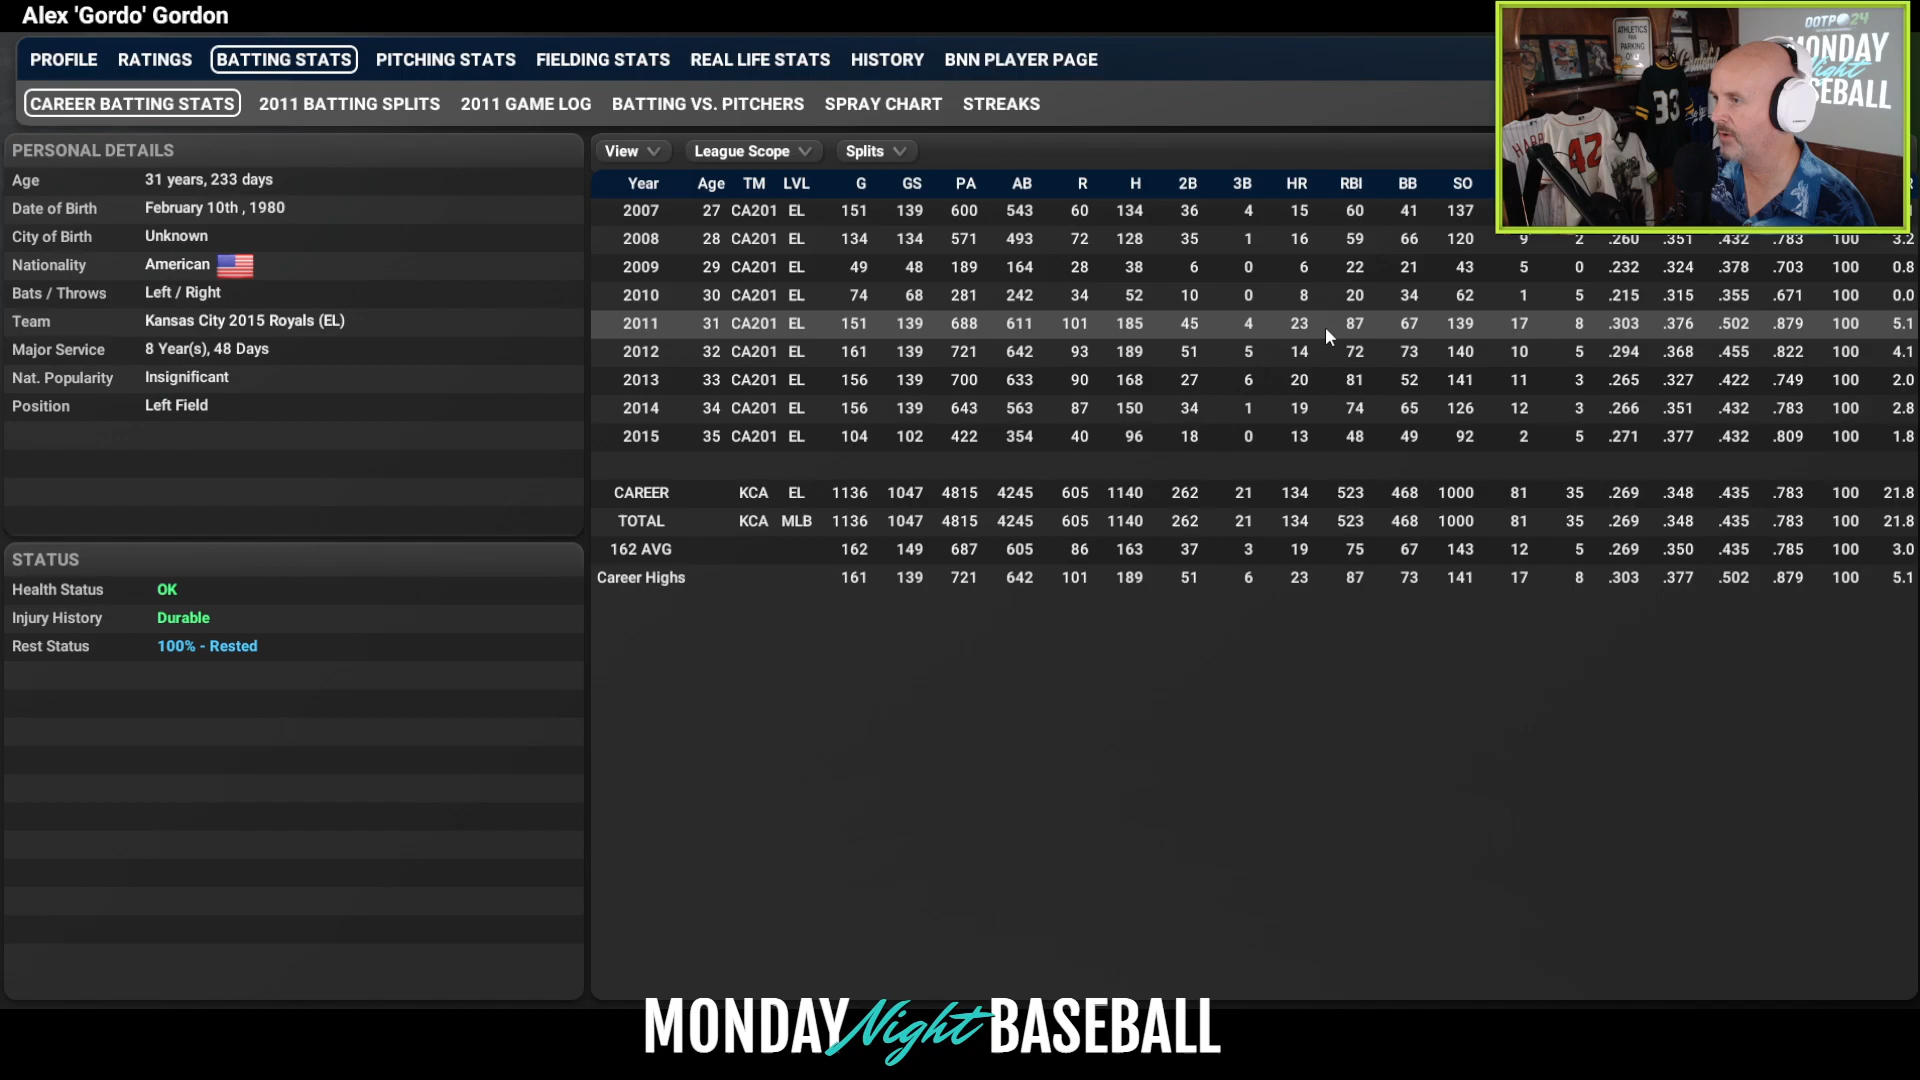 Alex 'Gordo' Gordon
PROFILE RATINGS BATTING STATS PITCHING STATS FIELDING STATS REAL LIFE STATS HISTORY BNN PLAYER PAGE
CAREER BATTING STATS 2011 BATTING SPLITS 2011 GAME LOG BATTING VS. PITCHERS SPRAY CHART STREAKS
OOTP 24
MONDAY
Night
BASEBALL
ATHLETICS
FAN
PARKING
ONLY
33
42
PERSONAL DETAILS
Age 31 years, 233 days
Date of Birth February 10th , 1980
City of Birth Unknown
Nationality American
Bats / Throws Left / Right
Team Kansas City 2015 Royals (EL)
Major Service 8 Year(s), 48 Days
Nat. Popularity Insignificant
Position Left Field
STATUS
Health Status OK
Injury History Durable
Rest Status 100% - Rested
View League Scope Splits
Year Age TM LVL G GS PA AB R H 2B 3B HR RBI BB SO
2007 27 CA201 EL 151 139 600 543 60 134 36 4 15 60 41 137
2008 28 CA201 EL 134 134 571 493 72 128 35 1 16 59 66 120 9 2 .260 .351 .432 .783 100 3.2
2009 29 CA201 EL 49 48 189 164 28 38 6 0 6 22 21 43 5 0 .232 .324 .378 .703 100 0.8
2010 30 CA201 EL 74 68 281 242 34 52 10 0 8 20 34 62 1 5 .215 .315 .355 .671 100 0.0
2011 31 CA201 EL 151 139 688 611 101 185 45 4 23 87 67 139 17 8 .303 .376 .502 .879 100 5.1
2012 32 CA201 EL 161 139 721 642 93 189 51 5 14 72 73 140 10 5 .294 .368 .455 .822 100 4.1
2013 33 CA201 EL 156 139 700 633 90 168 27 6 20 81 52 141 11 3 .265 .327 .422 .749 100 2.0
2014 34 CA201 EL 156 139 643 563 87 150 34 1 19 74 65 126 12 3 .266 .351 .432 .783 100 2.8
2015 35 CA201 EL 104 102 422 354 40 96 18 0 13 48 49 92 2 5 .271 .377 .432 .809 100 1.8
CAREER KCA EL 1136 1047 4815 4245 605 1140 262 21 134 523 468 1000 81 35 .269 .348 .435 .783 100 21.8
TOTAL KCA MLB 1136 1047 4815 4245 605 1140 262 21 134 523 468 1000 81 35 .269 .348 .435 .783 100 21.8
162 AVG 162 149 687 605 86 163 37 3 19 75 67 143 12 5 .269 .350 .435 .785 100 3.0
Career Highs 161 139 721 642 101 189 51 6 23 87 73 141 17 8 .303 .377 .502 .879 100 5.1
MONDAY Night BASEBALL